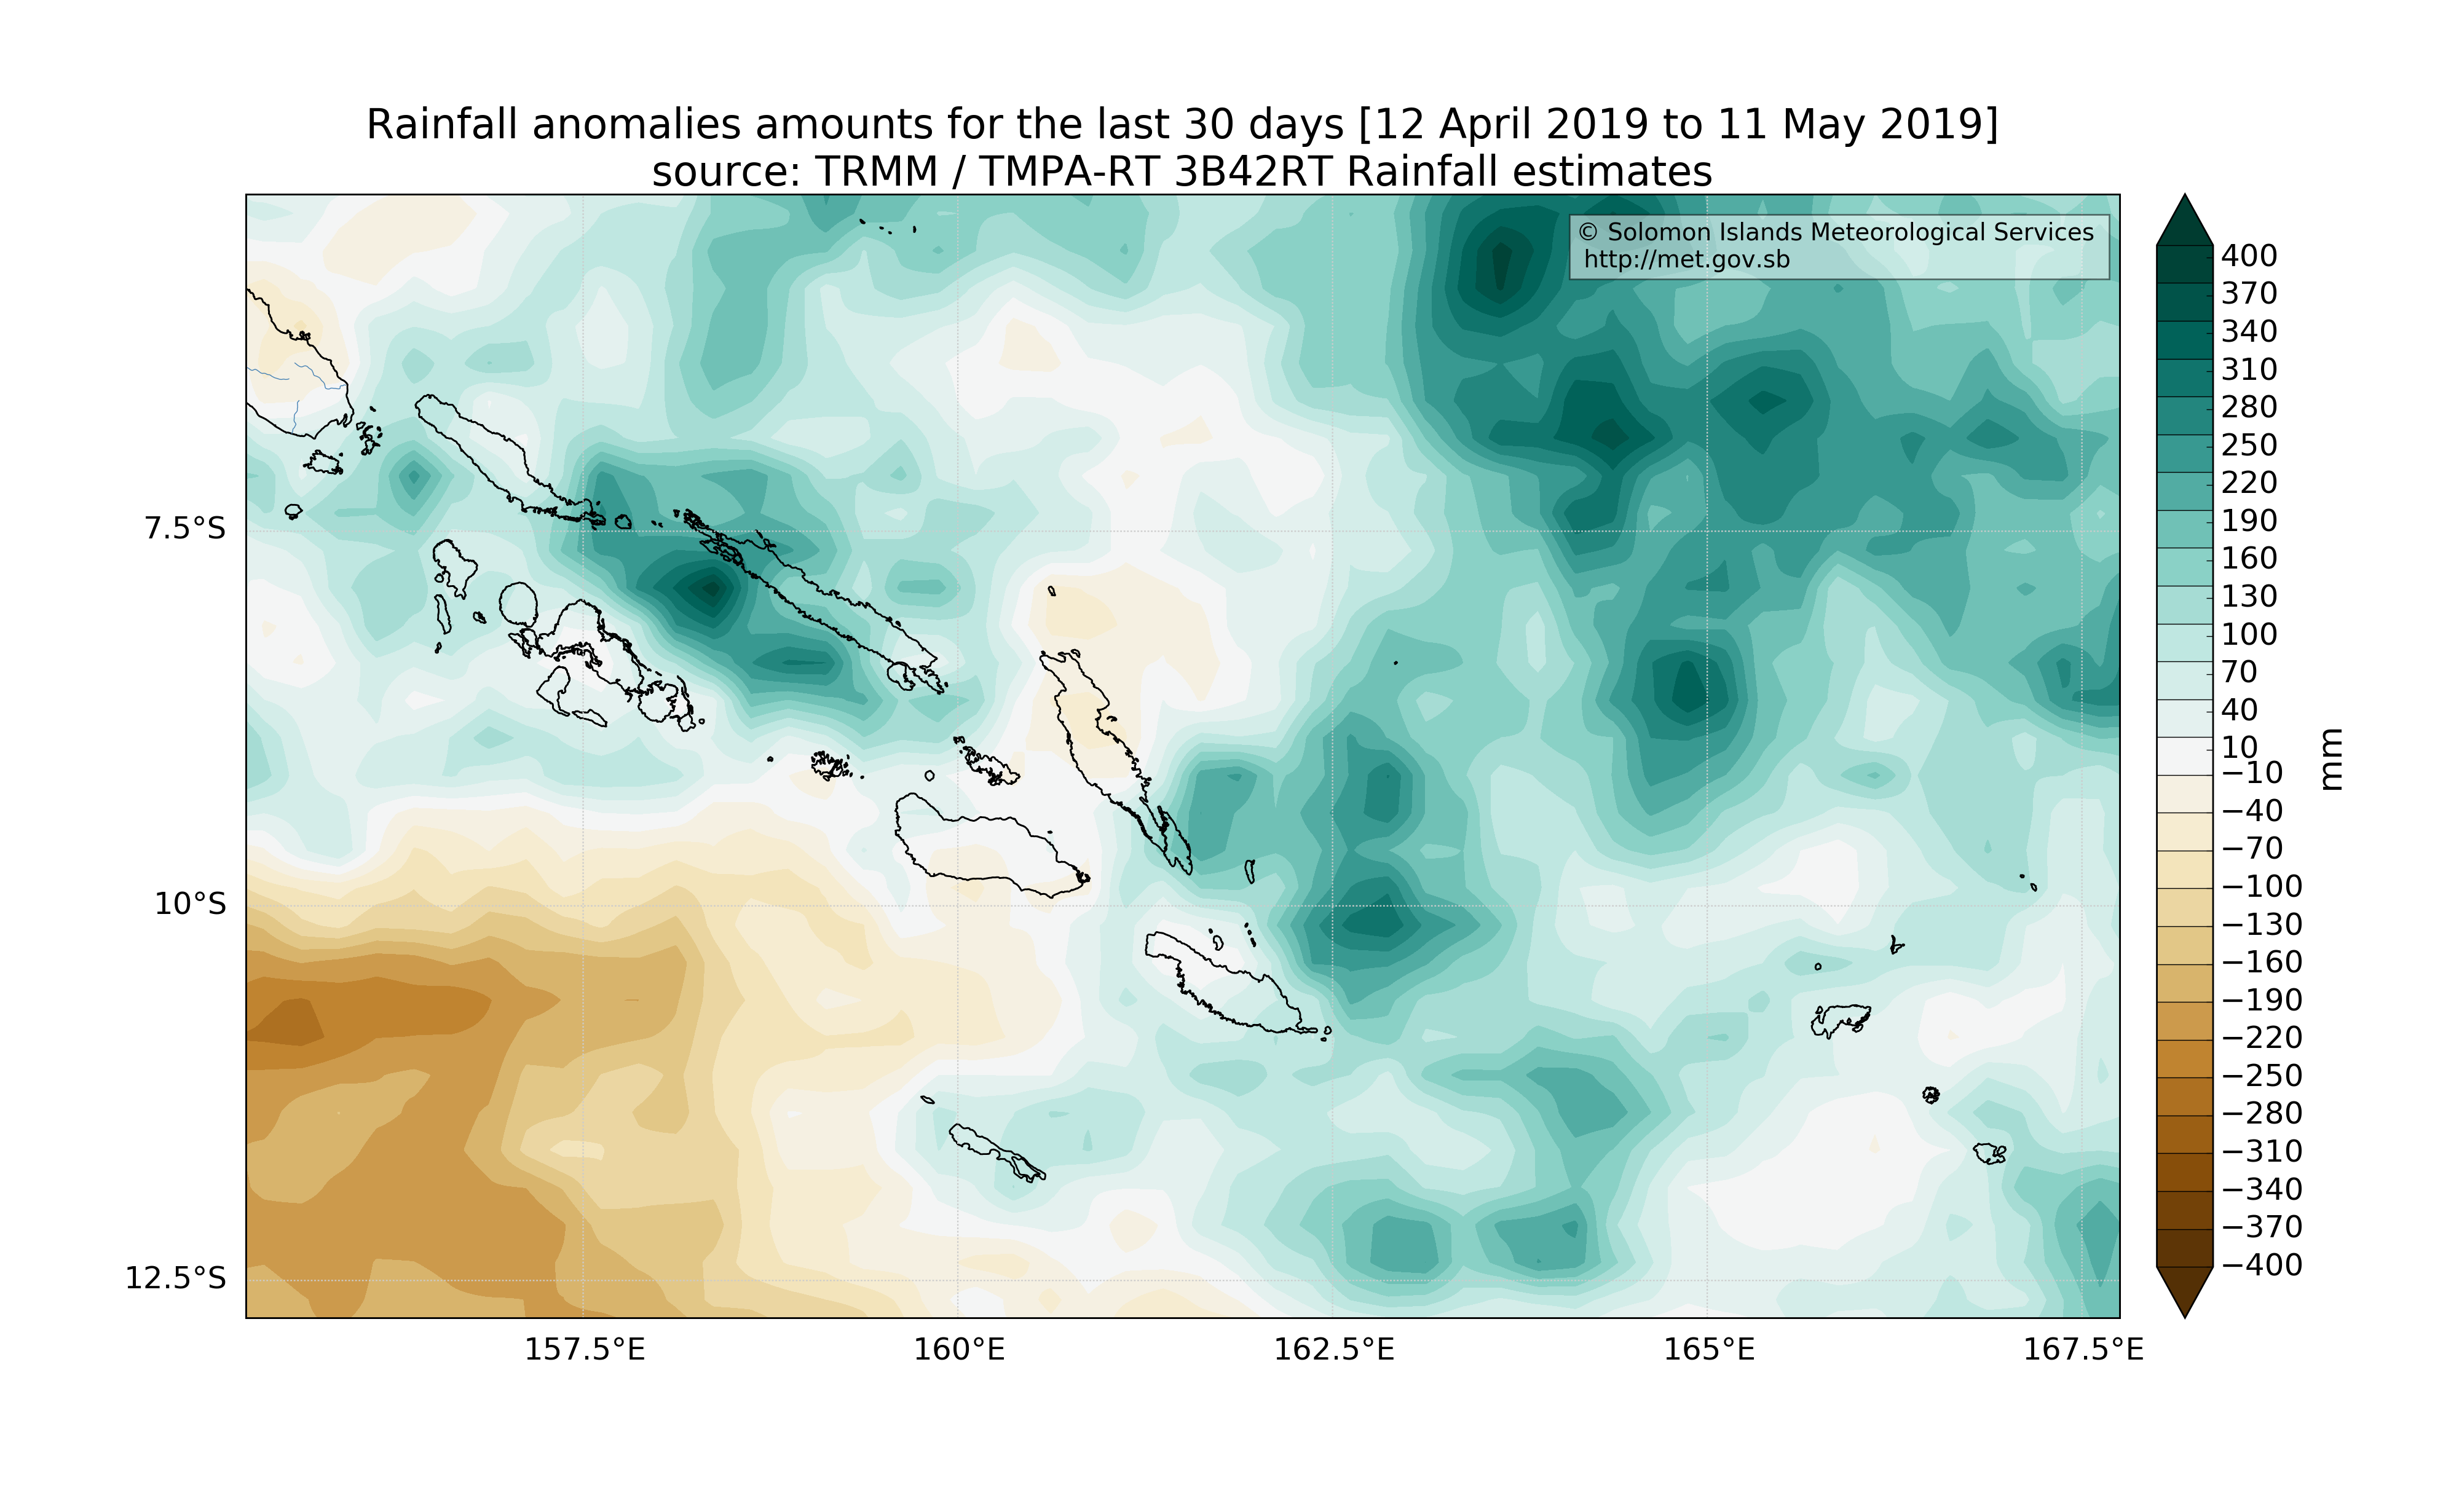 Rainfall anomalies amounts for the last 30 days [12 April 2019 to 11 May 2019]
source: TRMM / TMPA-RT 3B42RT Rainfall estimates
© Solomon Islands Meteorological Services
http://met.gov.sb
7.5°S
10°S
12.5°S
157.5°E
160°E
162.5°E
165°E
167.5°E
400
370
340
310
280
250
220
190
160
130
100
70
40
10
−10
−40
−70
−100
−130
−160
−190
−220
−250
−280
−310
−340
−370
−400
mm